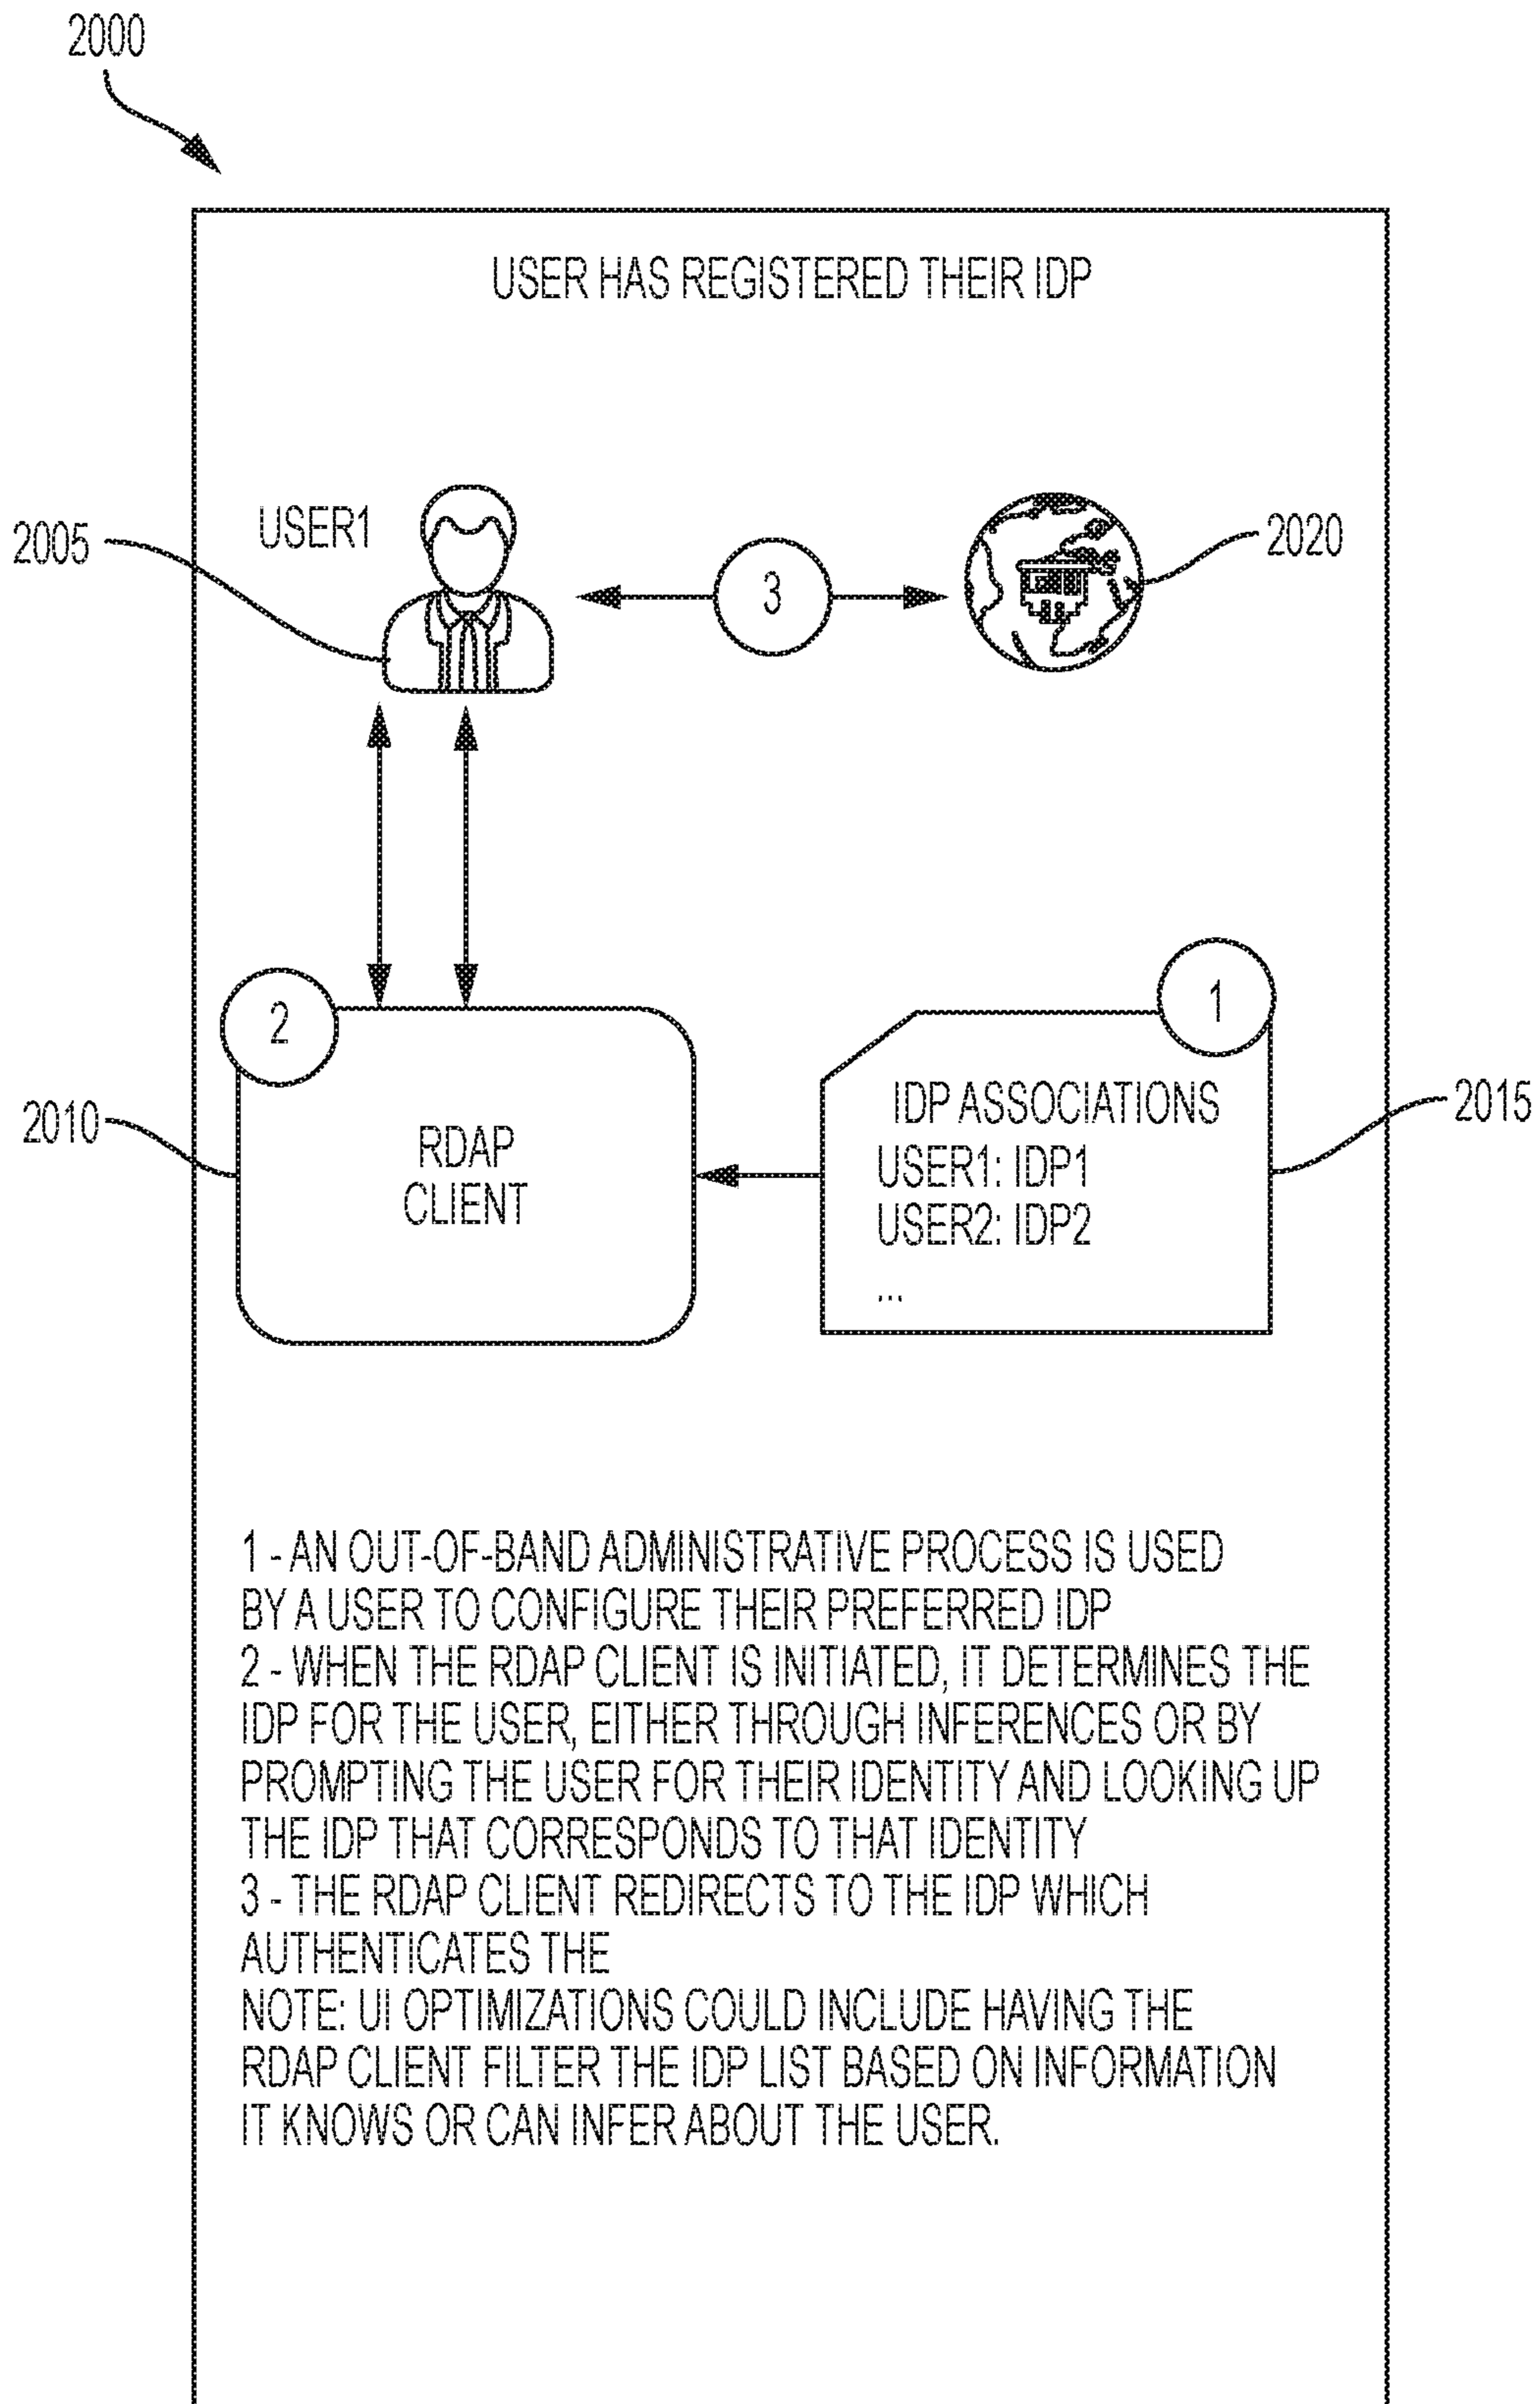 2000
USER HAS REGISTERED THEIR IDP
USER1
2005
3
2020
2
1
2010
RDAP
CLIENT
IDP ASSOCIATIONS
USER1: IDP1
USER2: IDP2
...
2015
1 - AN OUT-OF-BAND ADMINISTRATIVE PROCESS IS USED
BY A USER TO CONFIGURE THEIR PREFERRED IDP
2 - WHEN THE RDAP CLIENT IS INITIATED, IT DETERMINES THE
IDP FOR THE USER, EITHER THROUGH INFERENCES OR BY
PROMPTING THE USER FOR THEIR IDENTITY AND LOOKING UP
THE IDP THAT CORRESPONDS TO THAT IDENTITY
3 - THE RDAP CLIENT REDIRECTS TO THE IDP WHICH
AUTHENTICATES THE
NOTE: UI OPTIMIZATIONS COULD INCLUDE HAVING THE
RDAP CLIENT FILTER THE IDP LIST BASED ON INFORMATION
IT KNOWS OR CAN INFER ABOUT THE USER.